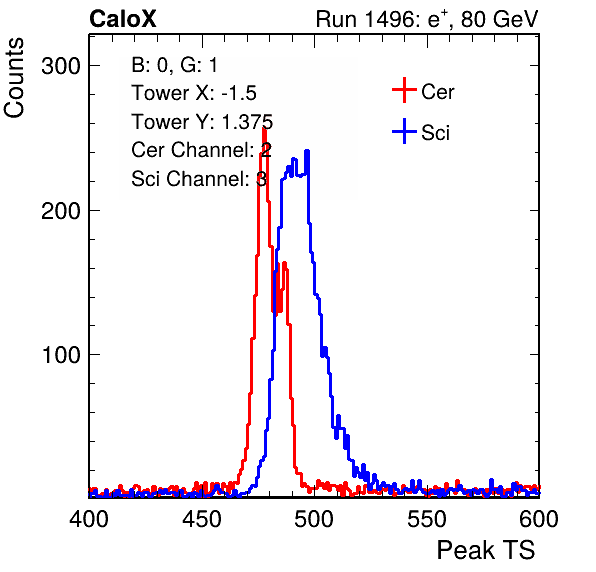 CaloX Run 1496: e+, 80 GeV
Counts
B: 0, G: 1
Tower X: -1.5
Tower Y: 1.375
Cer Channel: 2
Sci Channel: 3
Cer
Sci
300
200
100
400 450 500 550 600
Peak TS